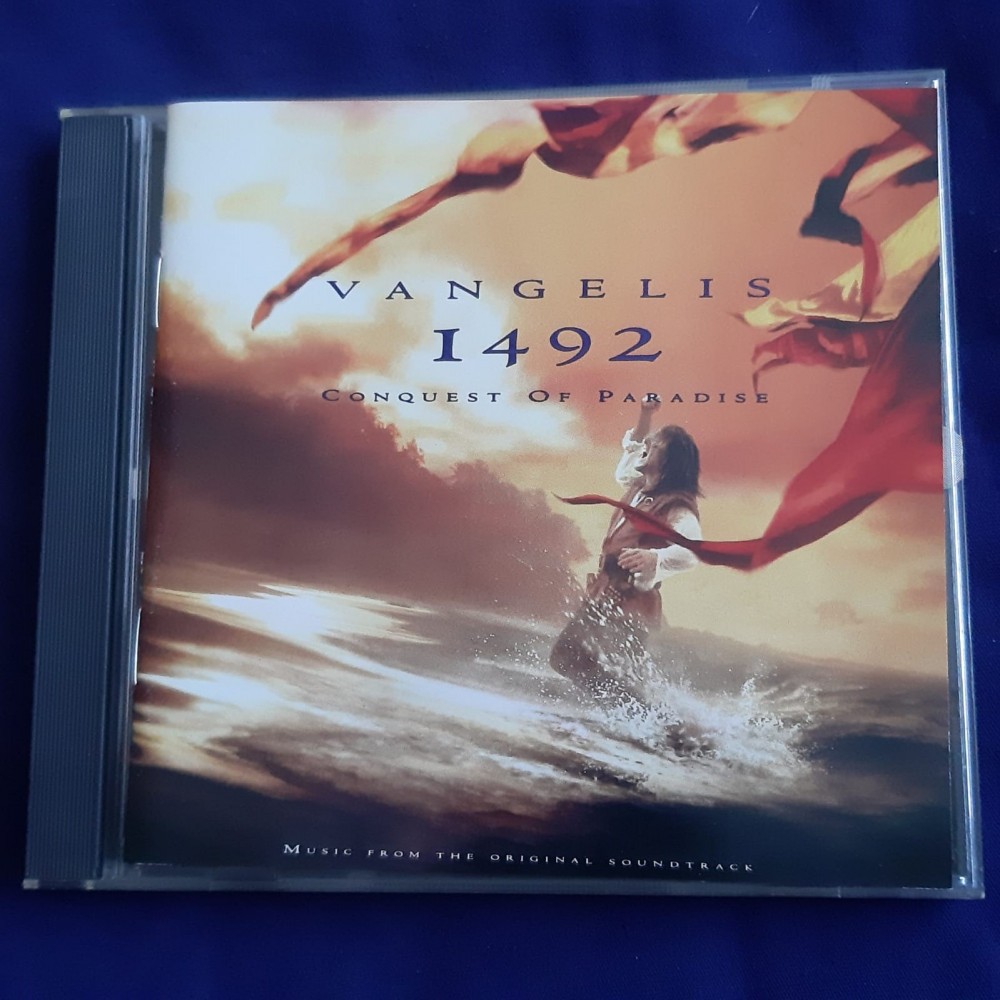 VANGELIS
1492
CONQUEST OF PARADISE
MUSIC FROM THE ORIGINAL SOUNDTRACK